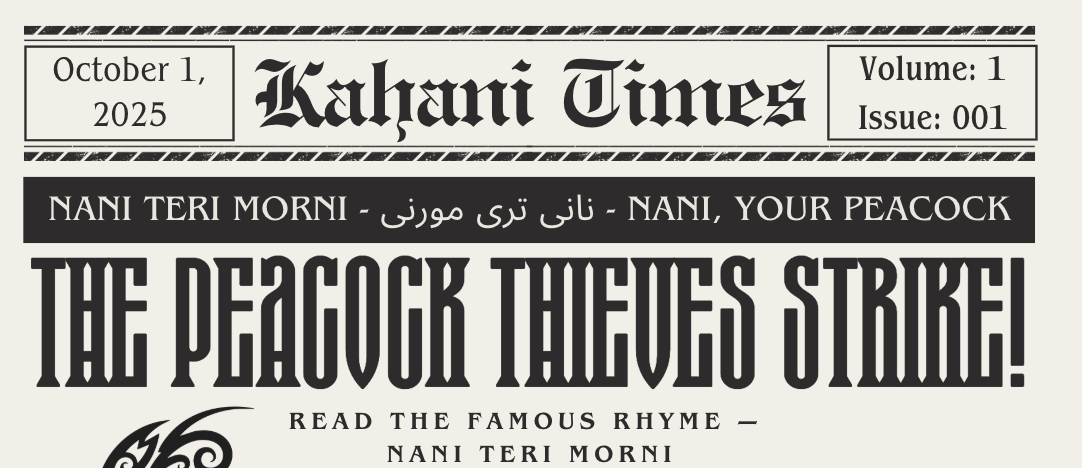 October 1,
2025
Kahani Times
Volume: 1
Issue: 001
NANI TERI MORNI - نانی تری مورنی - NANI, YOUR PEACOCK
THE PEACOCK THIEVES STRIKE!
READ THE FAMOUS RHYME —
NANI TERI MORNI